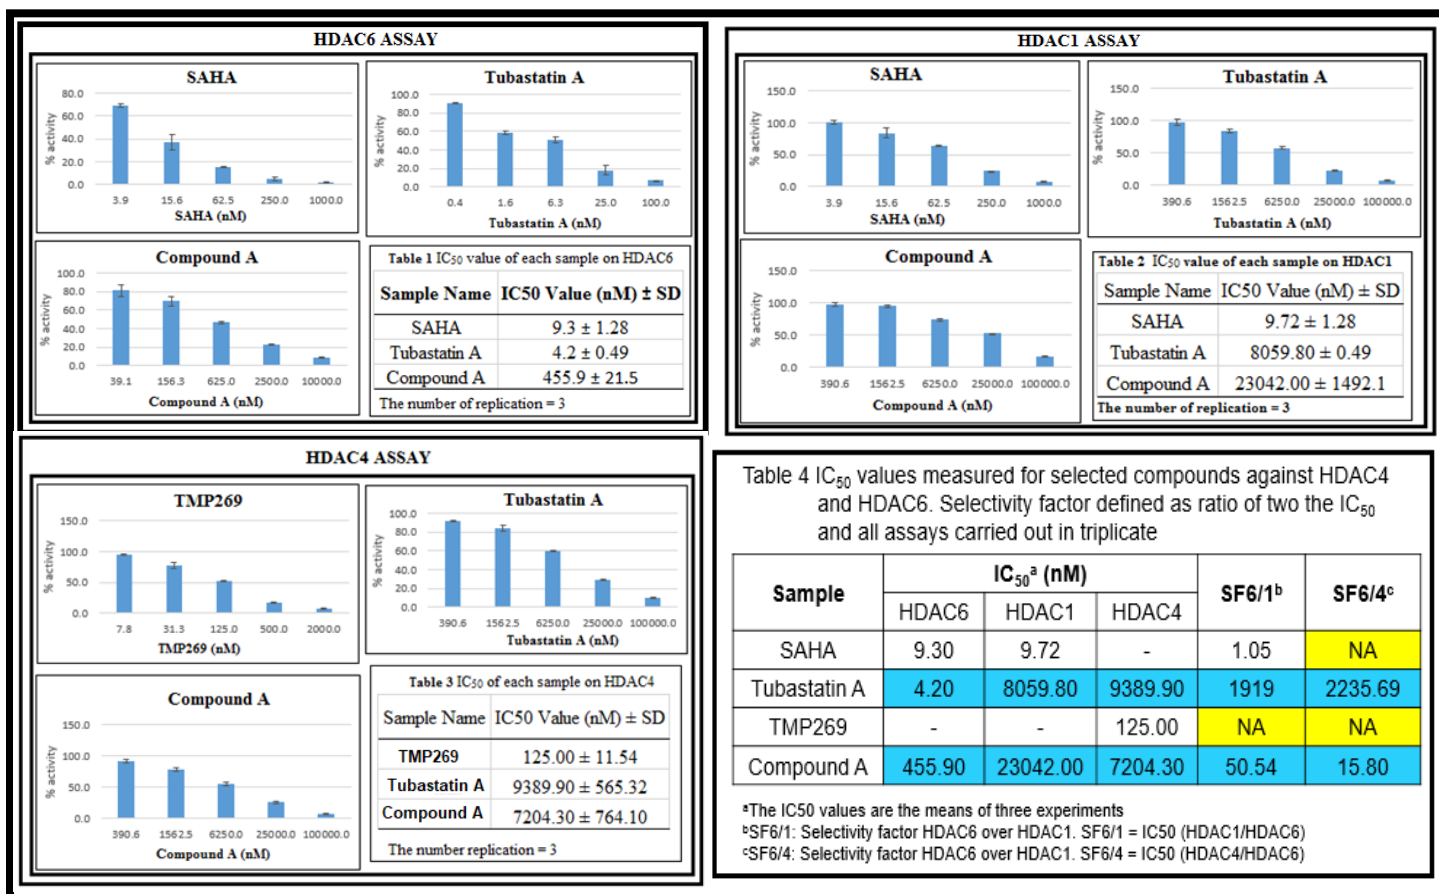 HDAC6 ASSAY
SAHA
80.0
60.0
40.0
20.0
0.0
% activity
3.9 15.6 62.5 250.0 1000.0
SAHA (nM)
Tubastatin A
100.0
80.0
60.0
40.0
20.0
0.0
% activity
0.4 1.6 6.3 25.0 100.0
Tubastatin A (nM)
Compound A
100.0
80.0
60.0
40.0
20.0
0.0
% activity
39.1 156.3 625.0 2500.0 10000.0
Compound A (nM)
Table 1 IC50 value of each sample on HDAC6
Sample Name IC50 Value (nM) ± SD
SAHA 9.3 ± 1.28
Tubastatin A 4.2 ± 0.49
Compound A 455.9 ± 21.5
The number of replication = 3
HDAC1 ASSAY
SAHA
150.0
100.0
50.0
0.0
% activity
3.9 15.6 62.5 250.0 1000.0
SAHA (nM)
Tubastatin A
150.0
100.0
50.0
0.0
% activity
390.6 1562.5 6250.0 25000.0 100000.0
Tubastatin A (nM)
Compound A
150.0
100.0
50.0
0.0
% activity
390.6 1562.5 6250.0 25000.0 100000.0
Compound A (nM)
Table 2 IC50 value of each sample on HDAC1
Sample Name IC50 Value (nM) ± SD
SAHA 9.72 ± 1.28
Tubastatin A 8059.80 ± 0.49
Compound A 23042.00 ± 1492.1
The number of replication = 3
HDAC4 ASSAY
TMP269
150.0
100.0
50.0
0.0
% activity
7.8 31.3 125.0 500.0 2000.0
TMP269 (nM)
Tubastatin A
100.0
80.0
60.0
40.0
20.0
0.0
% activity
390.6 1562.5 6250.0 25000.0 100000.0
Tubastatin A (nM)
Compound A
150.0
100.0
50.0
0.0
% activity
390.6 1562.5 6250.0 25000.0 100000.0
Compound A (nM)
Table 3 IC50 of each sample on HDAC4
Sample Name IC50 Value (nM) ± SD
TMP269 125.00 ± 11.54
Tubastatin A 9389.90 ± 565.32
Compound A 7204.30 ± 764.10
The number replication = 3
Table 4 IC50 values measured for selected compounds against HDAC4
and HDAC6. Selectivity factor defined as ratio of two the IC50
and all assays carried out in triplicate
Sample IC50a (nM) SF6/1b SF6/4c
HDAC6 HDAC1 HDAC4
SAHA 9.30 9.72 - 1.05 NA
Tubastatin A 4.20 8059.80 9389.90 1919 2235.69
TMP269 - - 125.00 NA NA
Compound A 455.90 23042.00 7204.30 50.54 15.80
aThe IC50 values are the means of three experiments
bSF6/1: Selectivity factor HDAC6 over HDAC1. SF6/1 = IC50 (HDAC1/HDAC6)
cSF6/4: Selectivity factor HDAC6 over HDAC1. SF6/4 = IC50 (HDAC4/HDAC6)